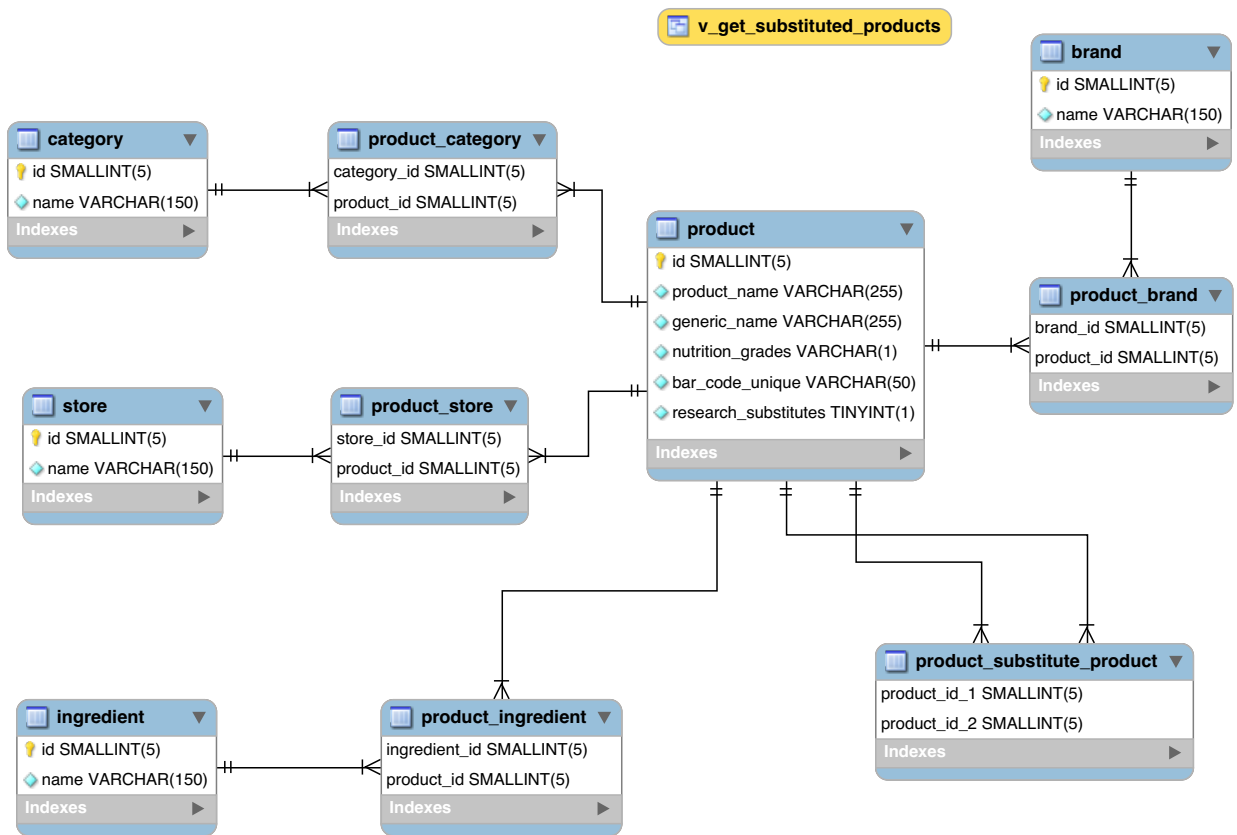 v_get_substituted_products
brand
id SMALLINT(5)
name VARCHAR(150)
Indexes
category
id SMALLINT(5)
name VARCHAR(150)
Indexes
product_category
category_id SMALLINT(5)
product_id SMALLINT(5)
Indexes
product
id SMALLINT(5)
product_name VARCHAR(255)
generic_name VARCHAR(255)
nutrition_grades VARCHAR(1)
bar_code_unique VARCHAR(50)
research_substitutes TINYINT(1)
Indexes
product_brand
brand_id SMALLINT(5)
product_id SMALLINT(5)
Indexes
store
id SMALLINT(5)
name VARCHAR(150)
Indexes
product_store
store_id SMALLINT(5)
product_id SMALLINT(5)
Indexes
product_substitute_product
product_id_1 SMALLINT(5)
product_id_2 SMALLINT(5)
Indexes
ingredient
id SMALLINT(5)
name VARCHAR(150)
Indexes
product_ingredient
ingredient_id SMALLINT(5)
product_id SMALLINT(5)
Indexes